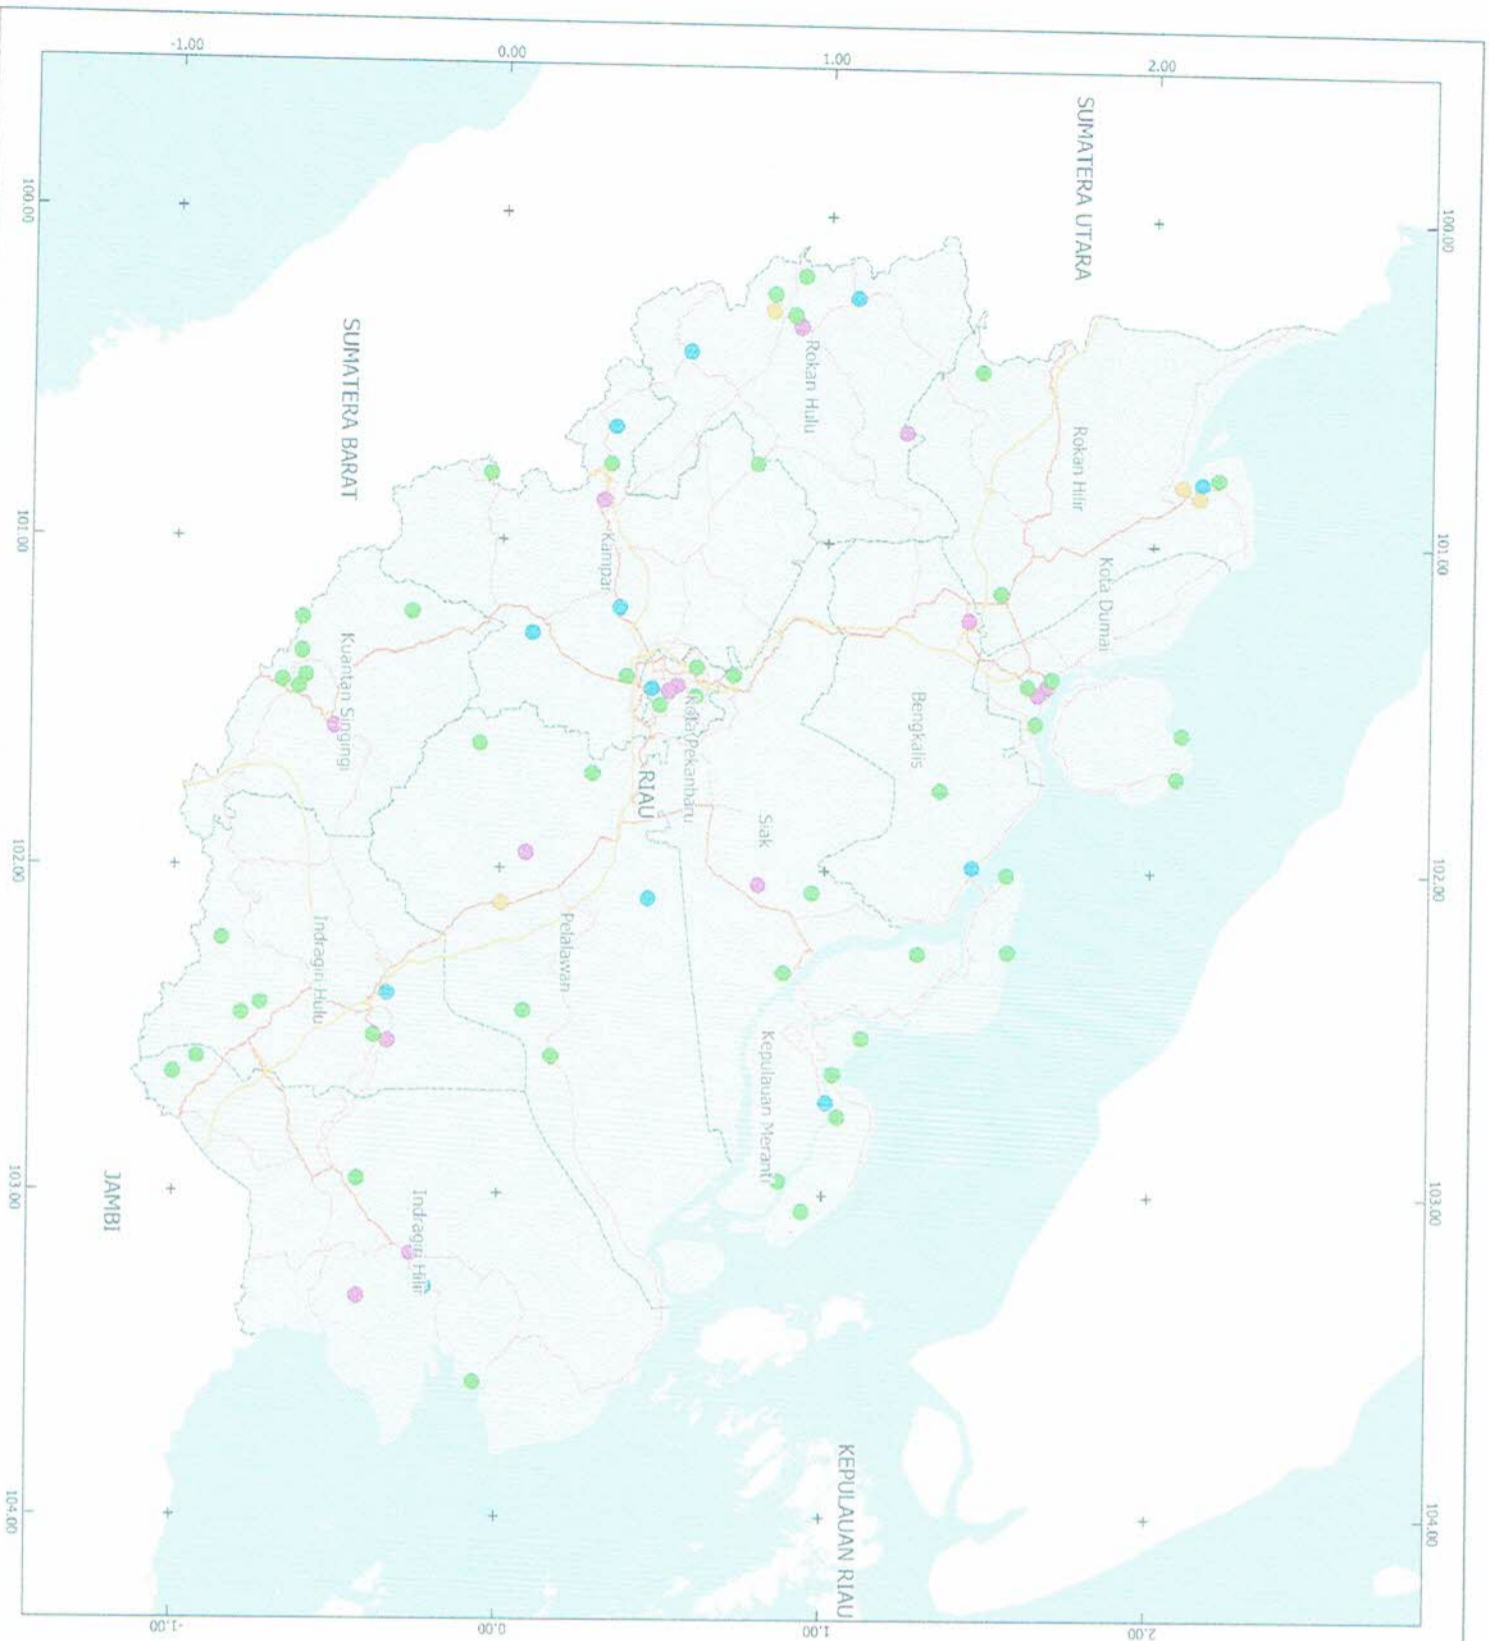 100.00
101.00
102.00
103.00
104.00
2.00
2.00
1.00
1.00
0.00
0.00
-1.00
-1.00
100.00
101.00
102.00
103.00
104.00
SUMATERA UTARA
Rokan Hilir
Kota Dumai
Bengkalis
Rokan Hulu
Siak
Kepulauan Meranti
KEPULAUAN RIAU
Kota Pekanbaru
RIAU
Kampar
Pelalawan
SUMATERA BARAT
Kuantan Singingi
Indragiri Hulu
Indragiri Hilir
JAMBI